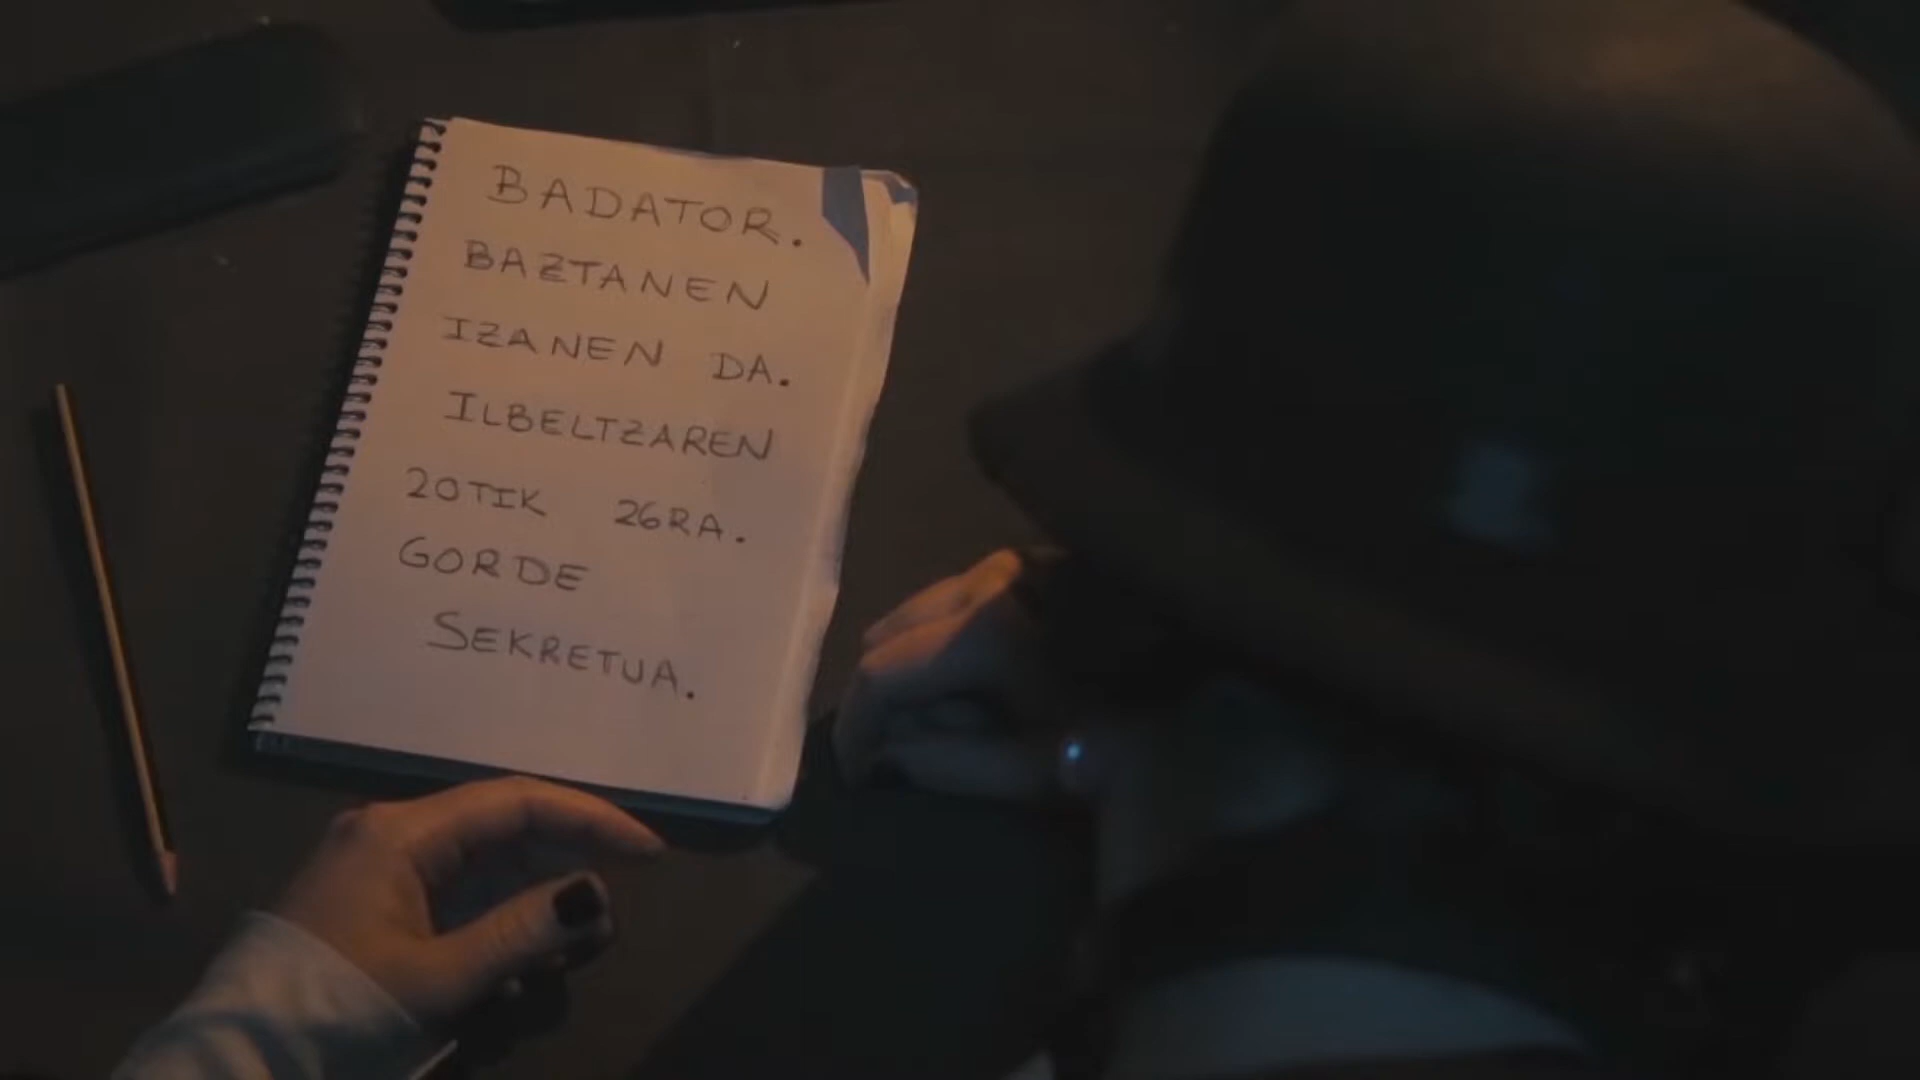 BADATOR.
BAZTANEN
IZANEN DA.
ILBELTZAREN
20TIK 26RA.
GORDE
SEKRETUA.